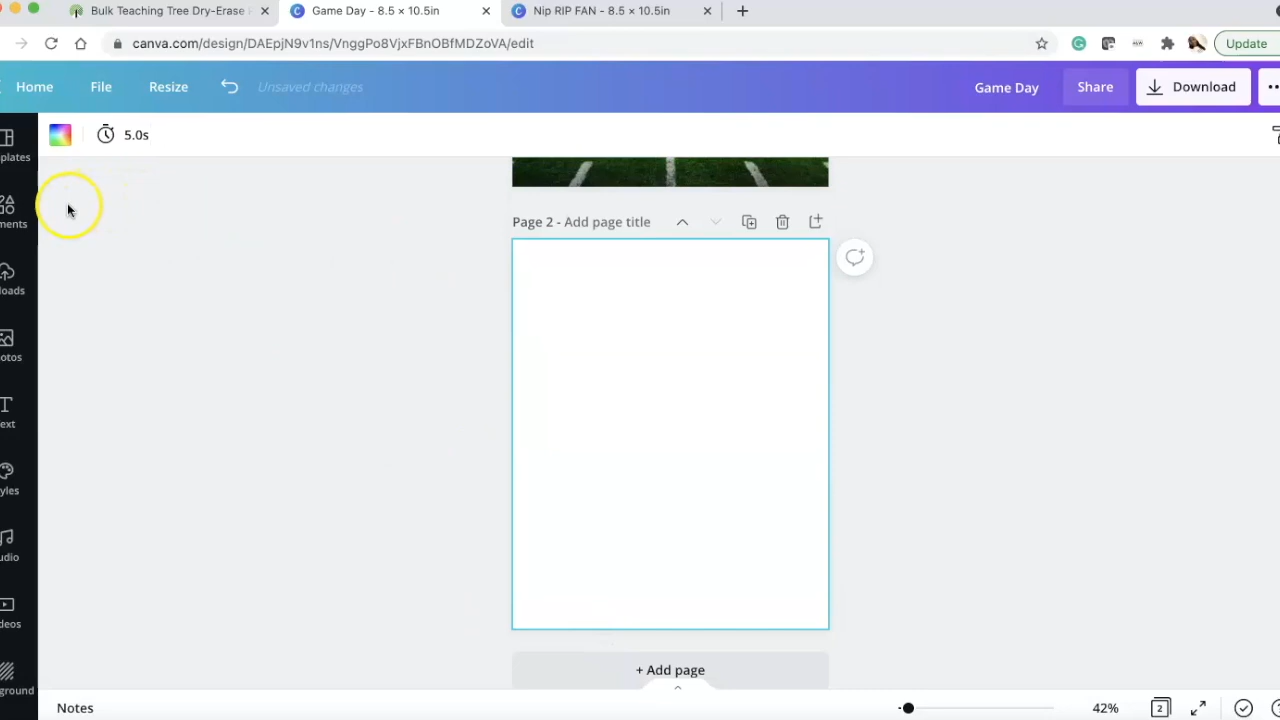 Bulk Teaching Tree Dry-Erase
Game Day – 8.5 × 10.5in
Nip RIP FAN – 8.5 × 10.5in
canva.com/design/DAEpjN9v1ns/VnggPo8VjxFBnOBfMDZoVA/edit
Update
Home
File
Resize
Unsaved changes
Game Day
Share
Download
5.0s
plates
ments
loads
otos
ext
yles
udio
deos
ground
Page 2 - Add page title
+ Add page
Notes
42%
2